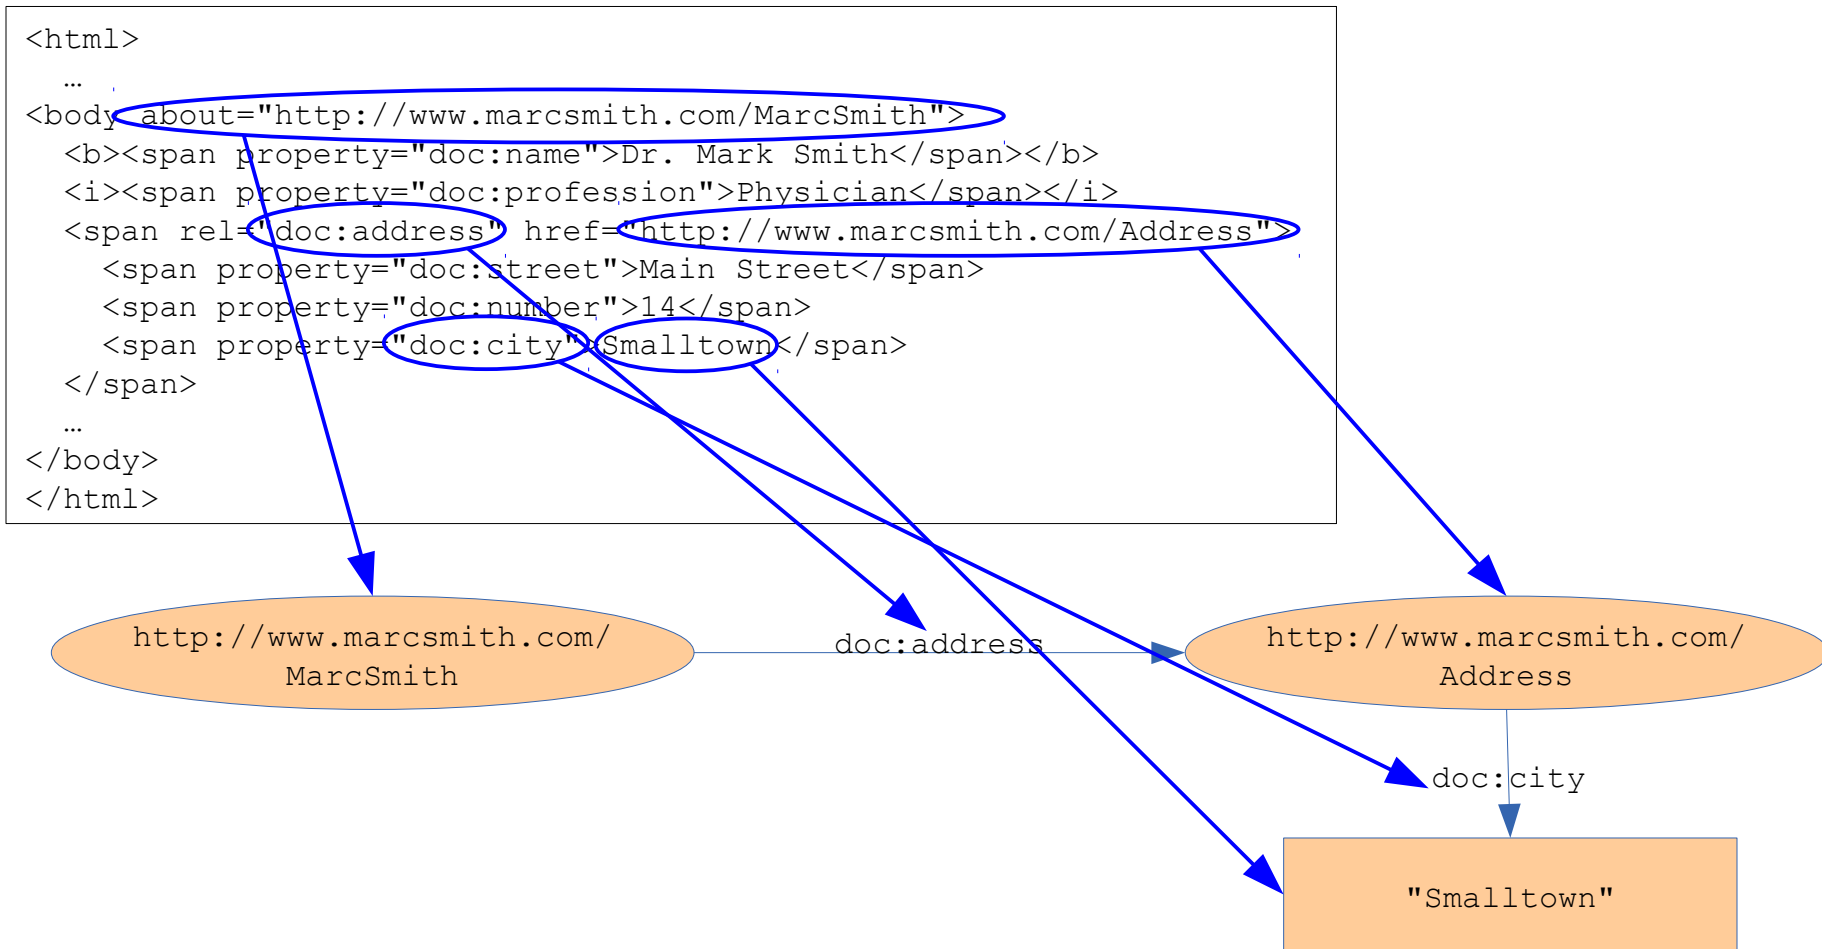 <html>
…
<body about="http://www.marcsmith.com/MarcSmith">
<b><span property="doc:name">Dr. Mark Smith</span></b>
<i><span property="doc:profession">Physician</span></i>
<span rel="doc:address" href="http://www.marcsmith.com/Address">
<span property="doc:street">Main Street</span>
<span property="doc:number">14</span>
<span property="doc:city">Smalltown</span>
</span>
…
</body>
</html>
http://www.marcsmith.com/
MarcSmith
doc:address
http://www.marcsmith.com/
Address
doc:city
"Smalltown"